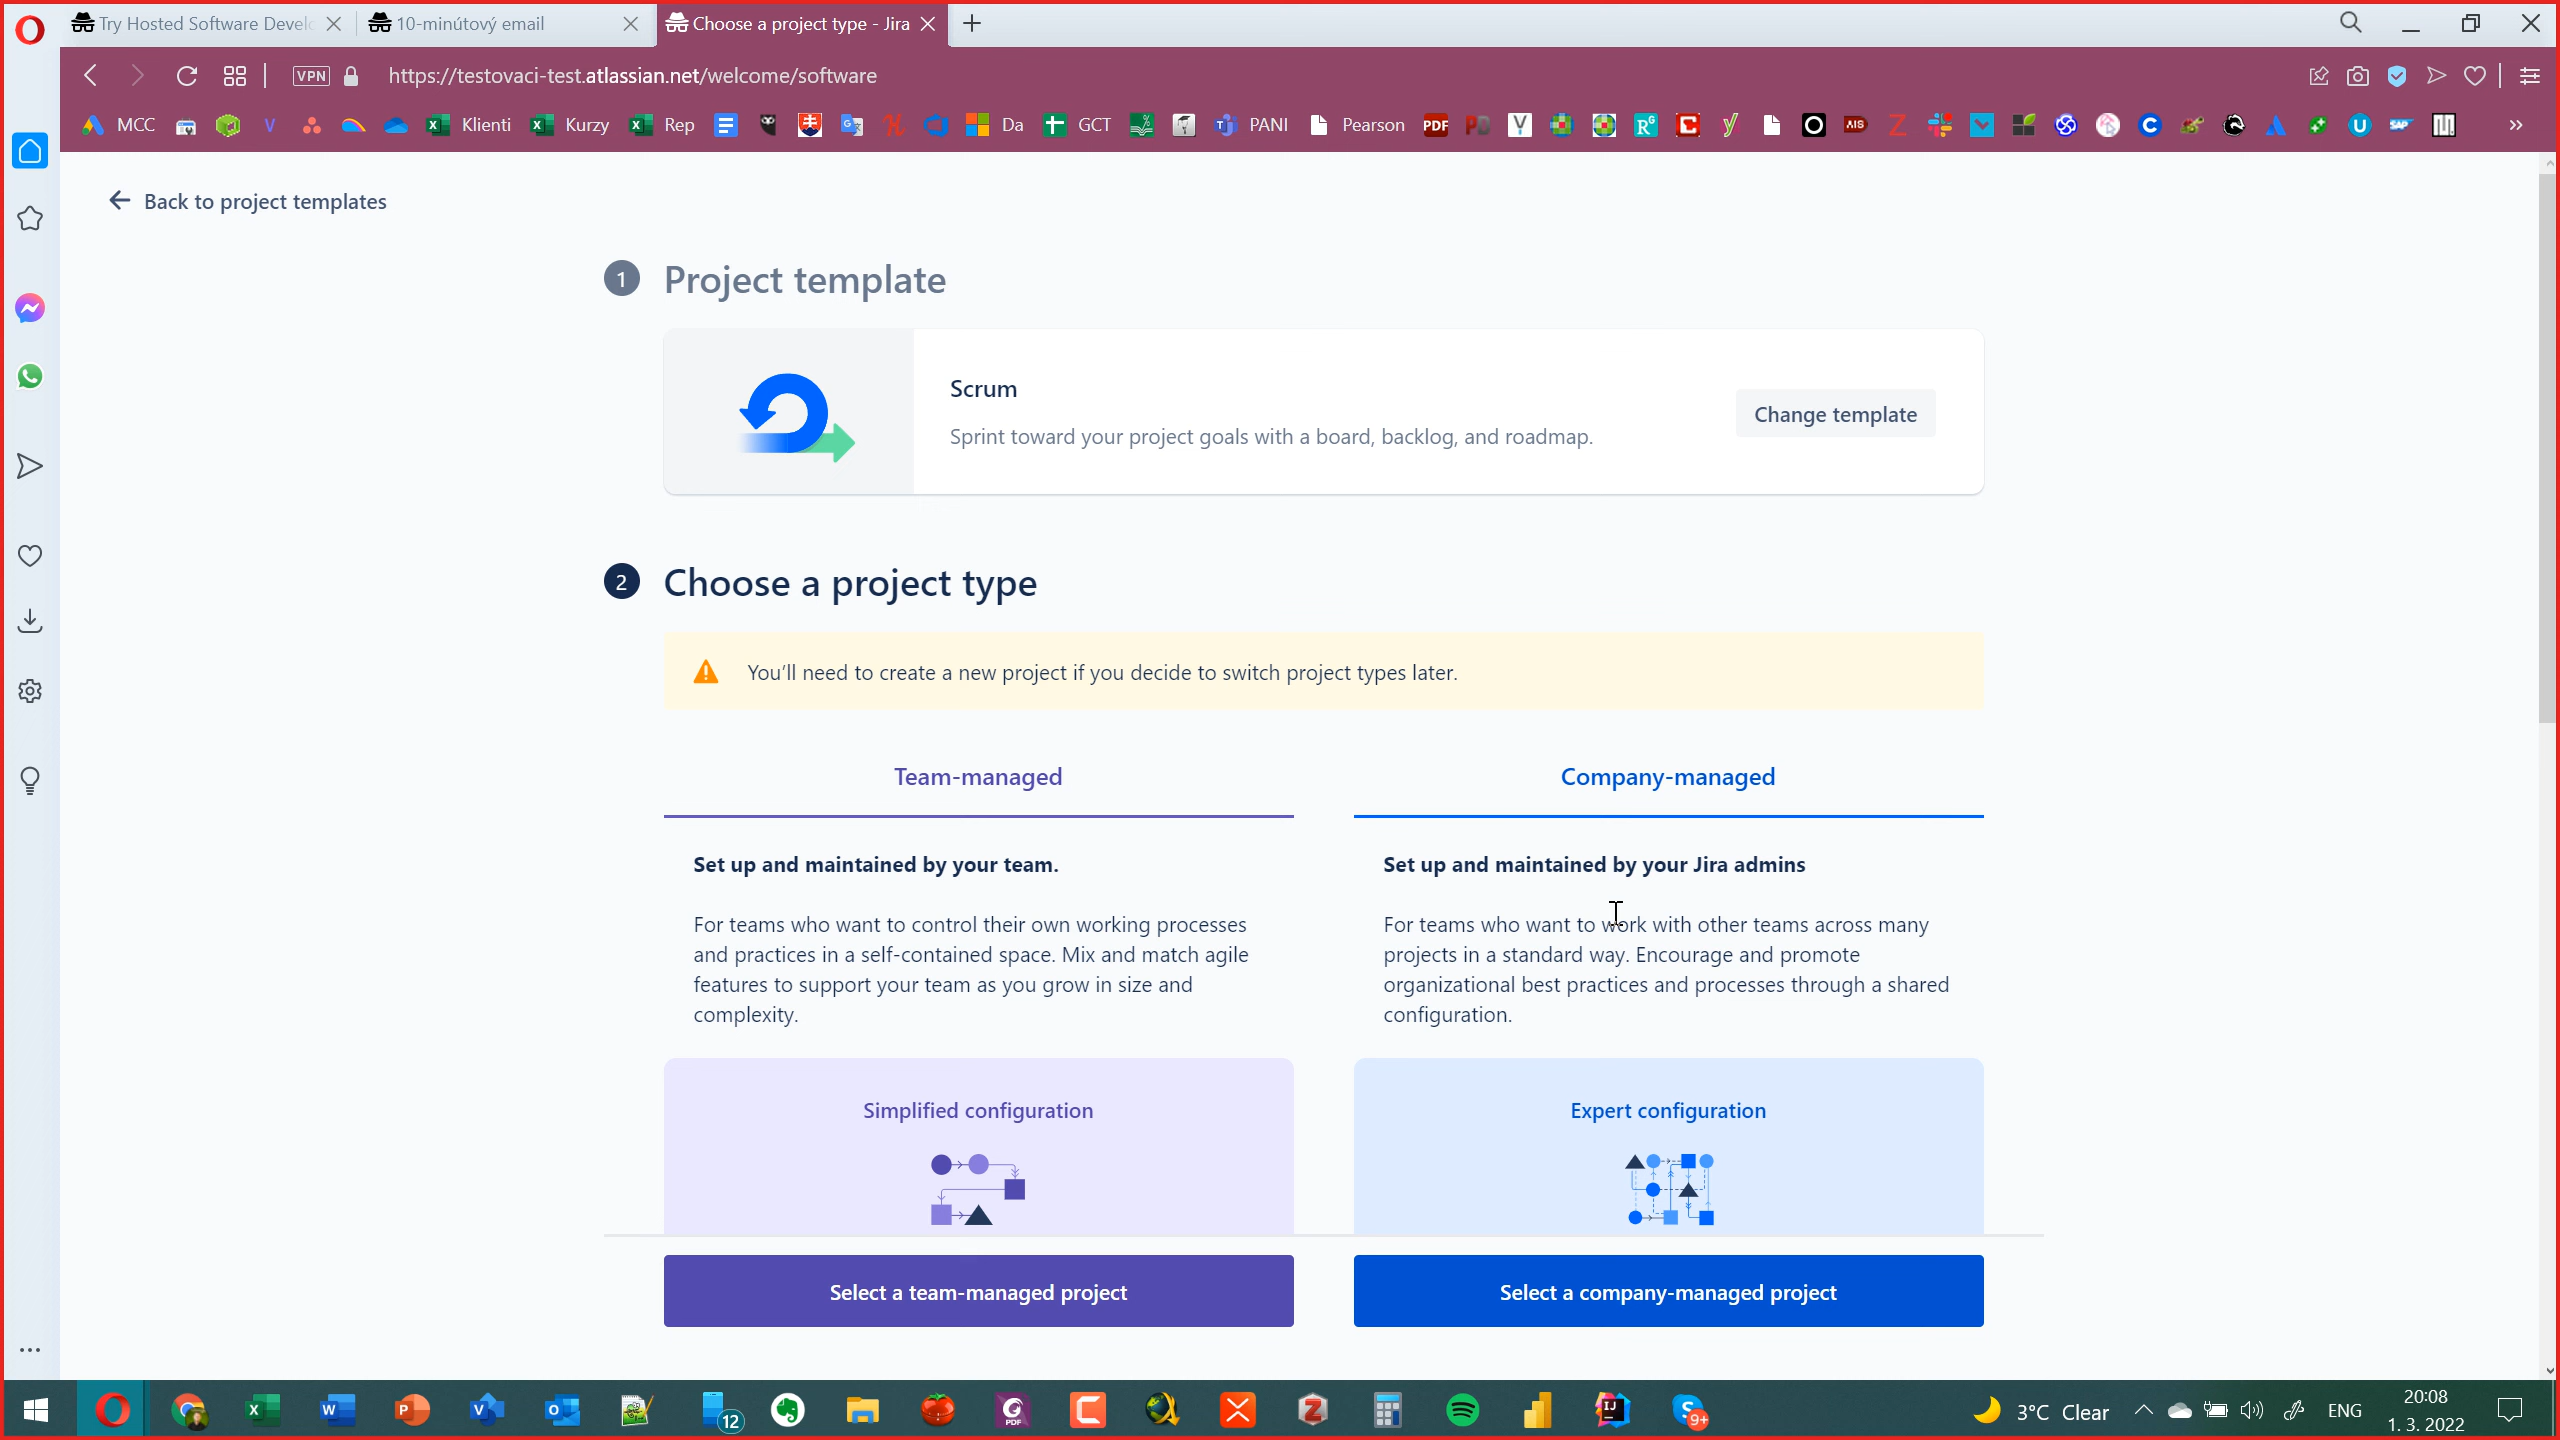 Try Hosted Software Develo
10-minútový email
Choose a project type - Jira
VPN
https://testovaci-test.atlassian.net/welcome/software
MCC
Klienti
Kurzy
Rep
Da
GCT
PANI
Pearson
Back to project templates
1 Project template
Scrum
Sprint toward your project goals with a board, backlog, and roadmap.
Change template
2 Choose a project type
You'll need to create a new project if you decide to switch project types later.
Team-managed
Set up and maintained by your team.
For teams who want to control their own working processes
and practices in a self-contained space. Mix and match agile
features to support your team as you grow in size and
complexity.
Simplified configuration
Select a team-managed project
Company-managed
Set up and maintained by your Jira admins
For teams who want to work with other teams across many
projects in a standard way. Encourage and promote
organizational best practices and processes through a shared
configuration.
Expert configuration
Select a company-managed project
12
9+
3°C Clear
ENG
20:08
1. 3. 2022